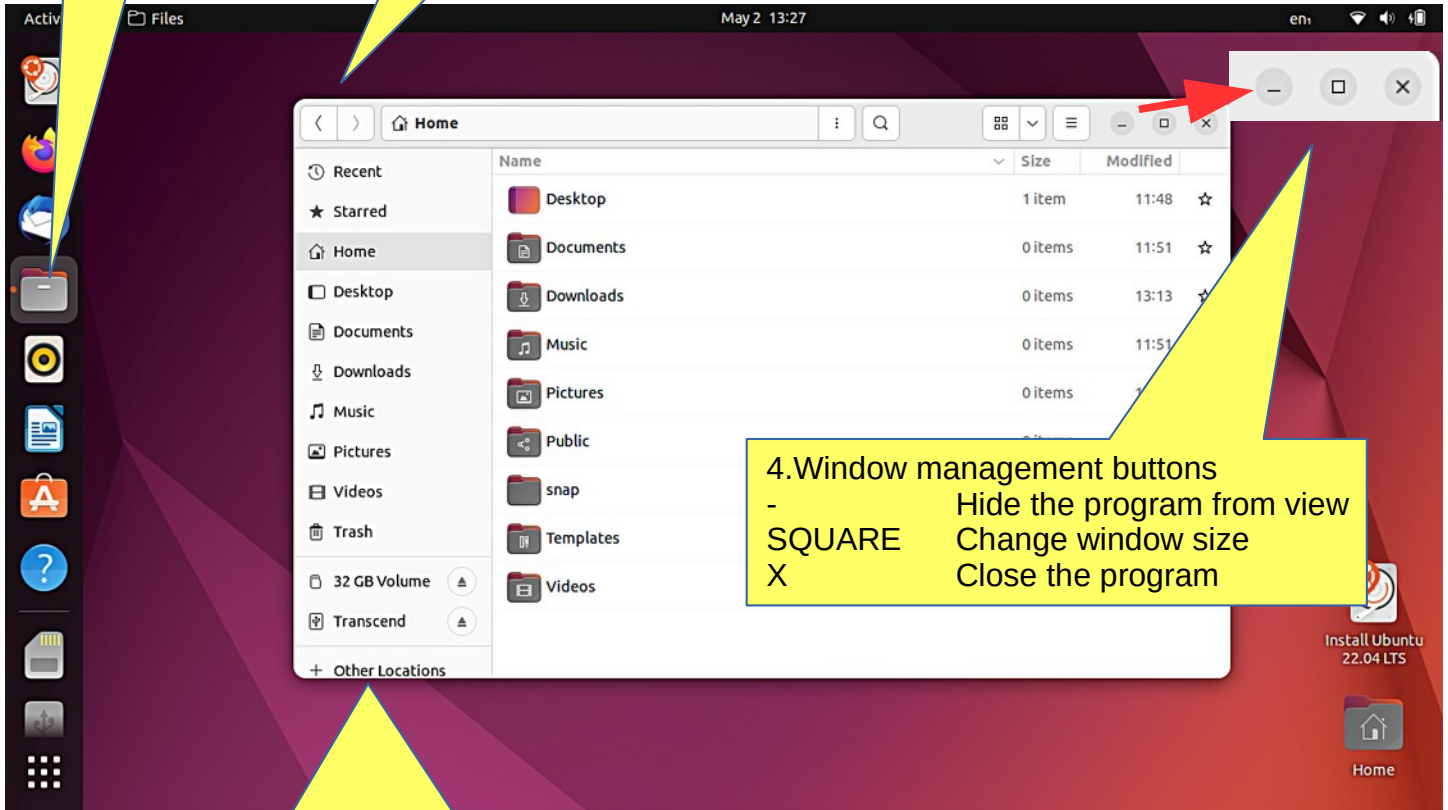 Activ
Files
May 2 13:27
en₁
Home
Name Size Modified
Recent
Starred
Home
Desktop
Documents
Downloads
Music
Pictures
Videos
Trash
32 GB Volume
Transcend
+ Other Locations
Desktop 1 item 11:48
Documents 0 items 11:51
Downloads 0 items 13:13
Music 0 items 11:51
Pictures 0 items
Public
snap
Templates
Videos
4.Window management buttons
- Hide the program from view
SQUARE Change window size
X Close the program
Install Ubuntu
22.04 LTS
Home